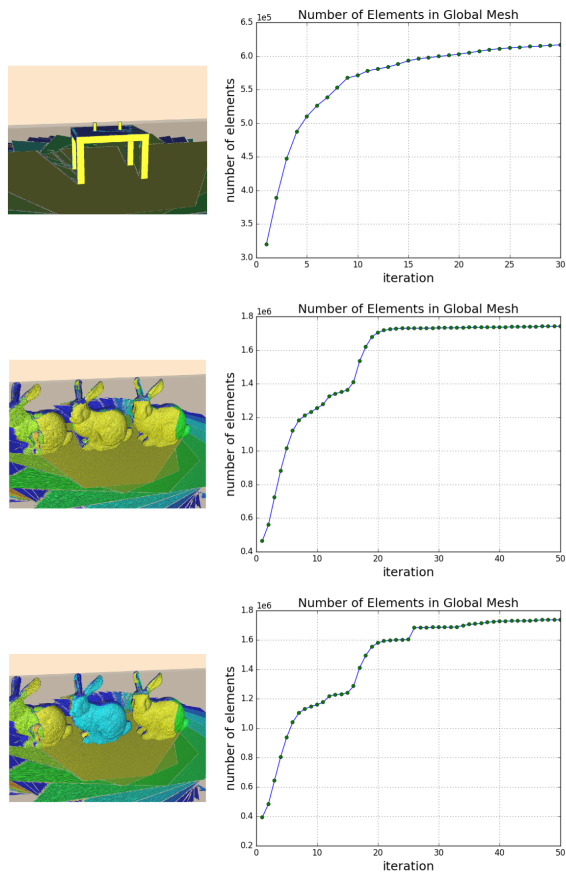 Number of Elements in Global Mesh
1e5
6.5
6.0
5.5
5.0
4.5
4.0
3.5
3.0
number of elements
0 5 10 15 20 25 30
iteration
Number of Elements in Global Mesh
1e6
1.8
1.6
1.4
1.2
1.0
0.8
0.6
0.4
number of elements
0 10 20 30 40 50
iteration
Number of Elements in Global Mesh
1e6
1.8
1.6
1.4
1.2
1.0
0.8
0.6
0.4
0.2
number of elements
0 10 20 30 40 50
iteration